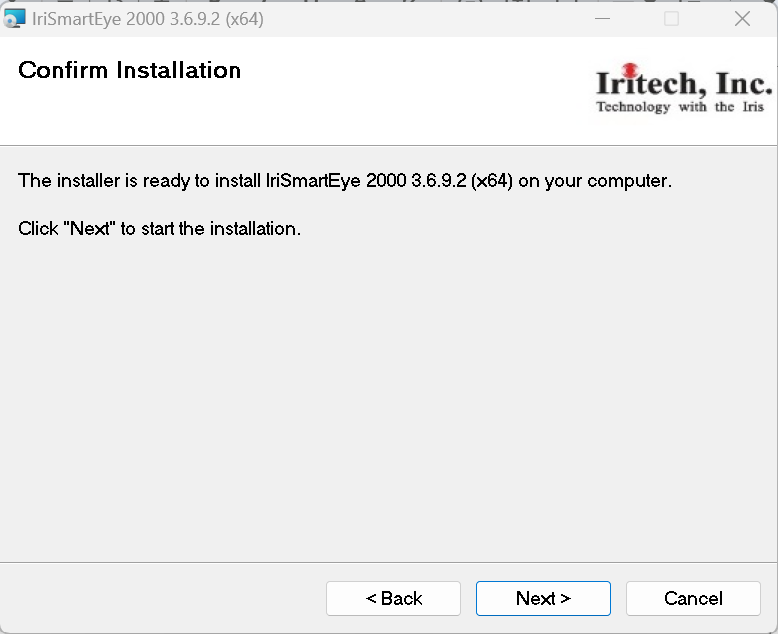 IriSmartEye 2000 3.6.9.2 (x64)
Confirm Installation
Iritech, Inc.
Technology with the Iris
The installer is ready to install IriSmartEye 2000 3.6.9.2 (x64) on your computer.
Click "Next" to start the installation.
< Back
Next >
Cancel